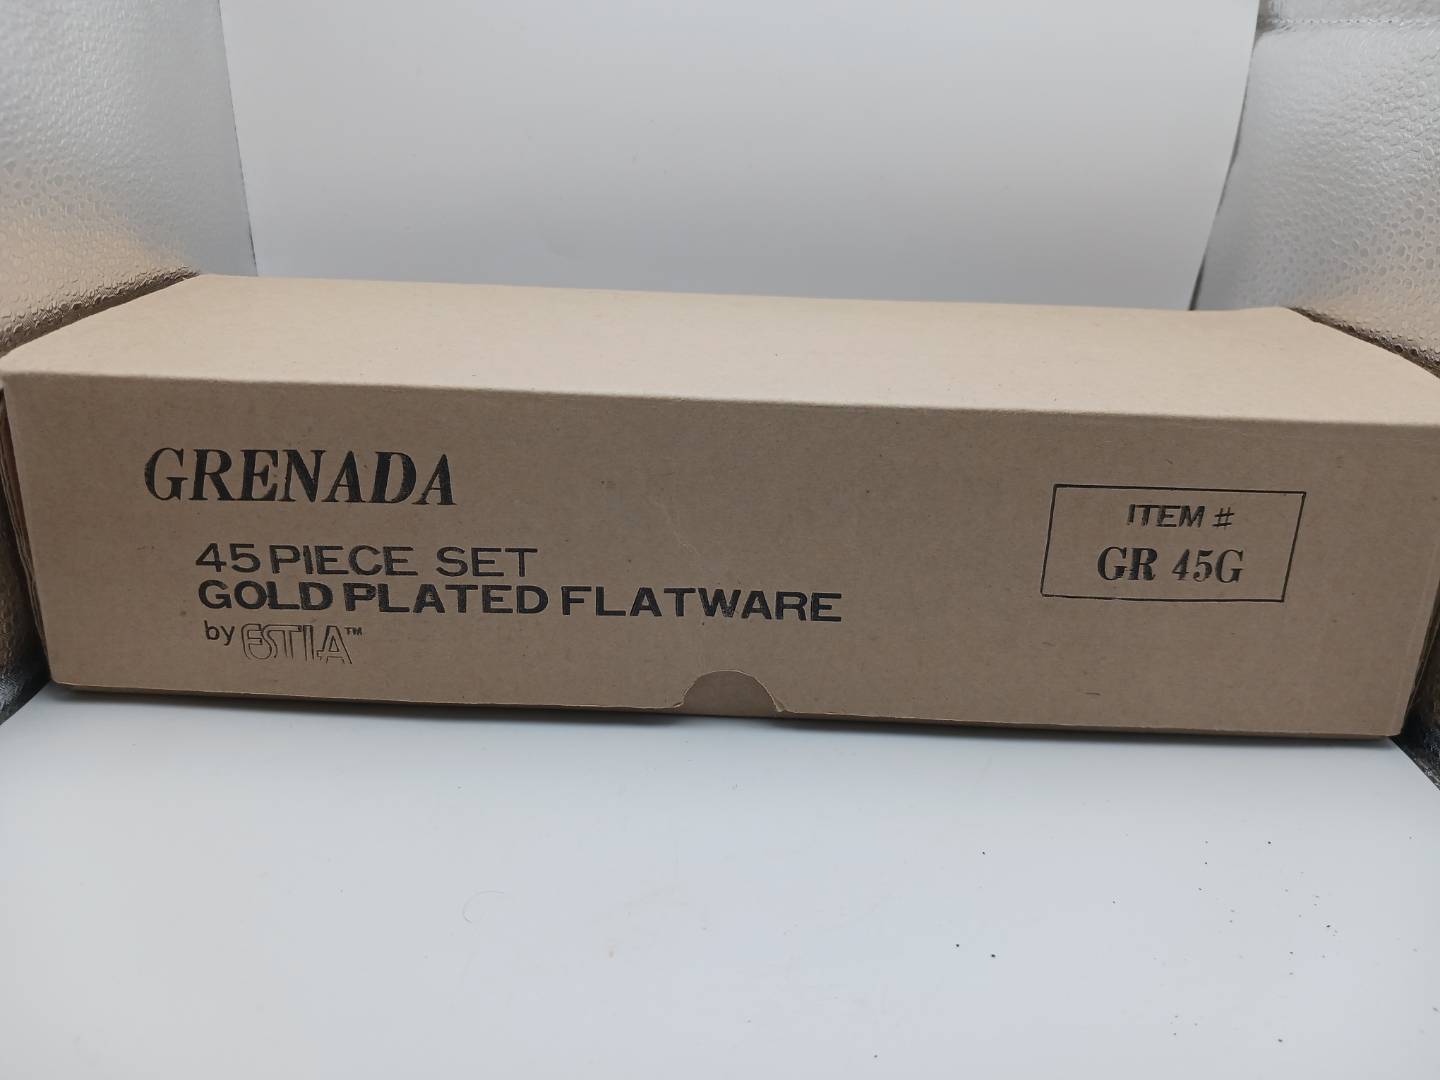 GRENADA
45 PIECE SET
GOLD PLATED FLATWARE
by ESTIA™
ITEM #
GR 45G